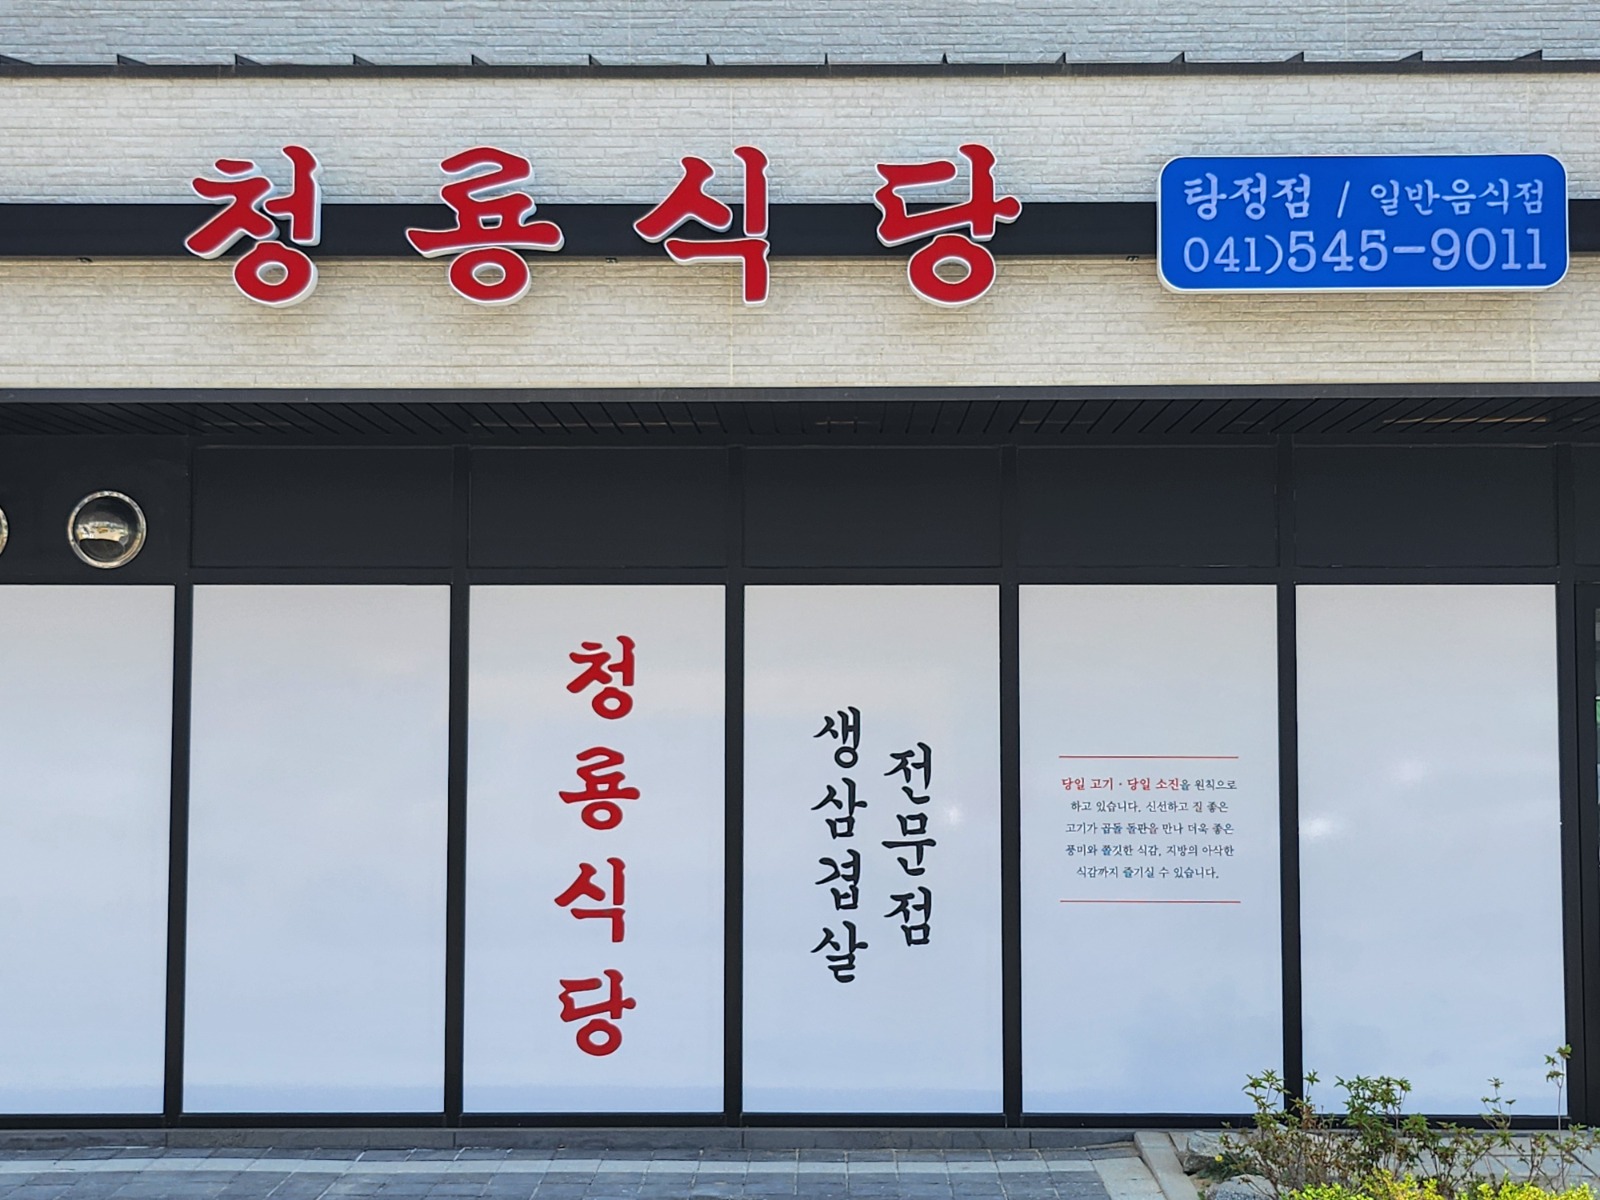 청룡식당
탕정점 / 일반음식점
041)545-9011
청룡식당
생삼겹살
전문점
당일 고기·당일 소진을 원칙으로
하고 있습니다. 신선하고 질 좋은
고기가 곱돌 돌판을 만나 더욱 좋은
풍미와 쫄깃한 식감, 지방의 아삭한
식감까지 즐기실 수 있습니다.